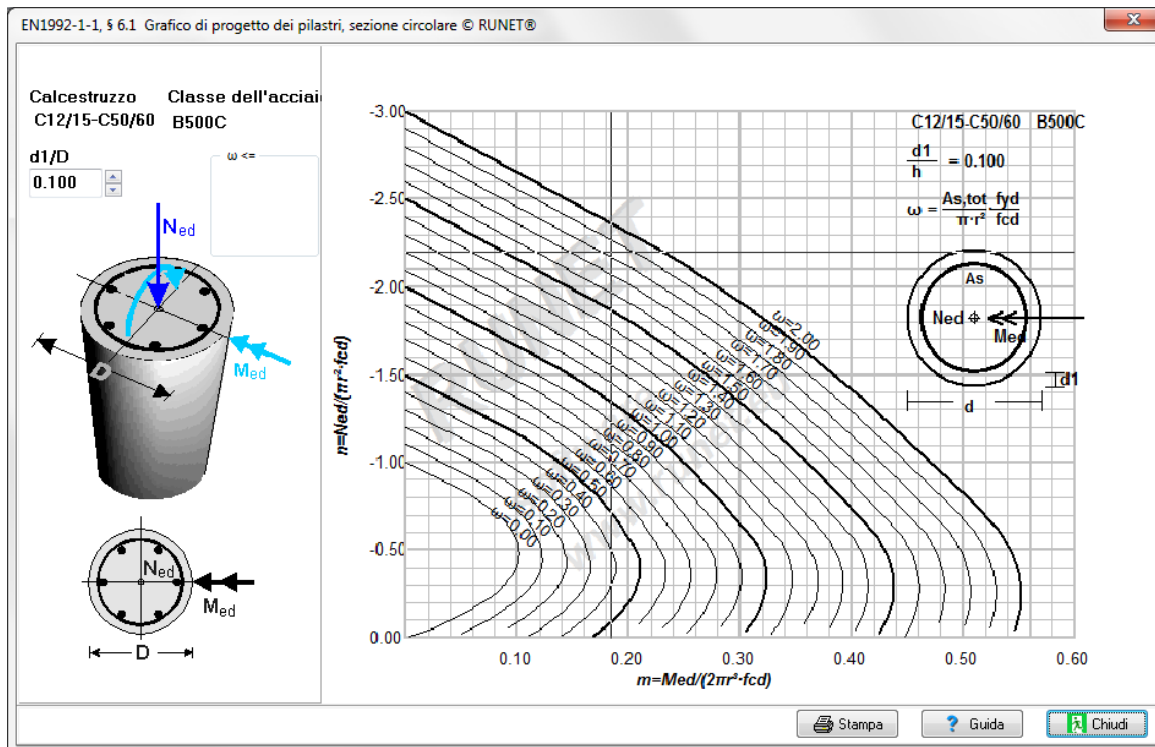 EN1992-1-1, § 6.1 Grafico di progetto dei pilastri, sezione circolare © RUNET®
Calcestruzzo Classe dell'acciai
C12/15-C50/60 B500C
d1/D
0.100
ω <=
Ned
Med
D
Ned
Med
D
n=Ned/(πr²·fcd)
-3.00
-2.50
-2.00
-1.50
-1.00
-0.50
0.00
0.10 0.20 0.30 0.40 0.50 0.60
m=Med/(2πr³·fcd)
C12/15-C50/60 B500C
d1
h
= 0.100
ω = As,tot fyd
π·r² fcd
As
Ned
Med
d1
d
ω=2.00
ω=1.90
ω=1.80
ω=1.70
ω=1.60
ω=1.50
ω=1.40
ω=1.30
ω=1.20
ω=1.10
ω=1.00
ω=0.90
ω=0.80
ω=0.70
ω=0.60
ω=0.50
ω=0.40
ω=0.30
ω=0.20
ω=0.10
ω=0.00
RUNET
Stampa
Guida
Chiudi